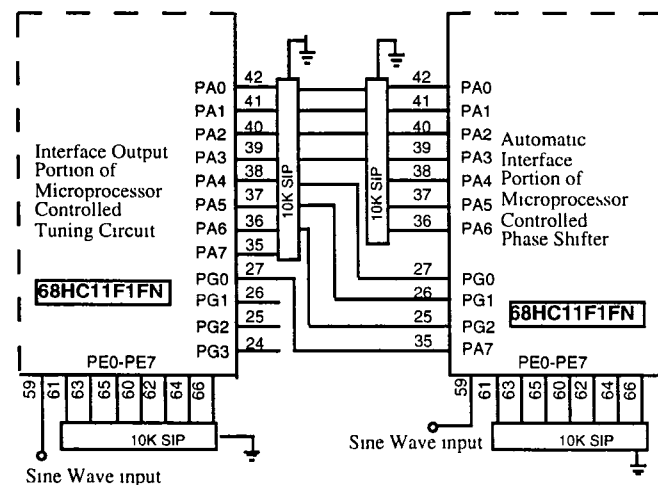 42
PA0
41
PA1
40
PA2
39
PA3
38
PA4
37
PA5
36
PA6
35
PA7
27
PG0
26
PG1
25
PG2
24
PG3
Interface Output
Portion of
Microprocessor
Controlled
Tuning Circuit
68HC11F1FN
PE0-PE7
59
61
63
65
60
62
64
66
10K SIP
Sine Wave input
10K SIP
10K SIP
42
PA0
41
PA1
40
PA2
39
PA3
38
PA4
37
PA5
36
PA6
27
PG0
26
PG1
25
PG2
35
PA7
Automatic
Interface
Portion of
Microprocessor
Controlled
Phase Shifter
68HC11F1FN
PE0-PE7
59
61
63
65
60
62
64
66
10K SIP
Sine Wave input